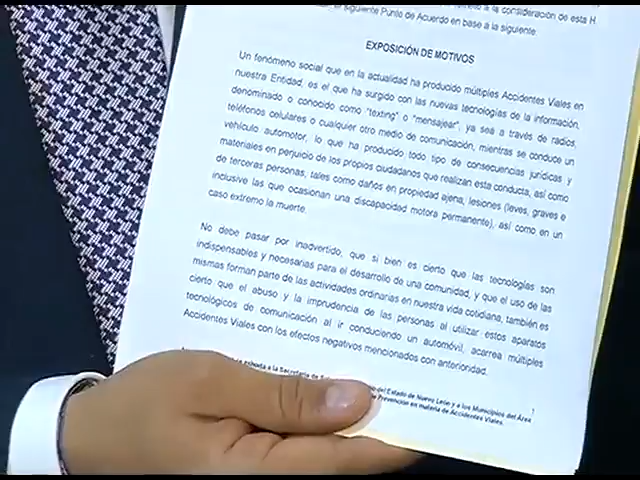 a la consideración de esta H.
el siguiente Punto de Acuerdo en base a lo siguiente:
EXPOSICIÓN DE MOTIVOS
Un fenómeno social que en la actualidad ha producido múltiples Accidentes Viales en
nuestra Entidad, es el que ha surgido con las nuevas tecnologías de la información,
denominado o conocido como "texting" o "mensajear", ya sea a través de radios,
teléfonos celulares o cualquier otro medio de comunicación, mientras se conduce un
vehículo automotor, lo que ha producido todo tipo de consecuencias jurídicas y
materiales en perjuicio de los propios ciudadanos que realizan esta conducta, así como
de terceras personas, tales como daños en propiedad ajena, lesiones (leves, graves e
inclusive las que ocasionan una discapacidad motora permanente), así como en un
caso extremo la muerte.
No debe pasar por inadvertido, que si bien es cierto que las tecnologías son
indispensables y necesarias para el desarrollo de una comunidad, y que el uso de las
mismas forman parte de las actividades ordinarias en nuestra vida cotidiana, también es
cierto que el abuso y la imprudencia de las personas al utilizar estos aparatos
tecnológicos de comunicación al ir conduciendo un automóvil, acarrea múltiples
Accidentes Viales con los efectos negativos mencionados con anterioridad.
exhorta a la Secretaría de del Estado de Nuevo León y a los Municipios del Área
de Prevención en materia de Accidentes Viales.
1